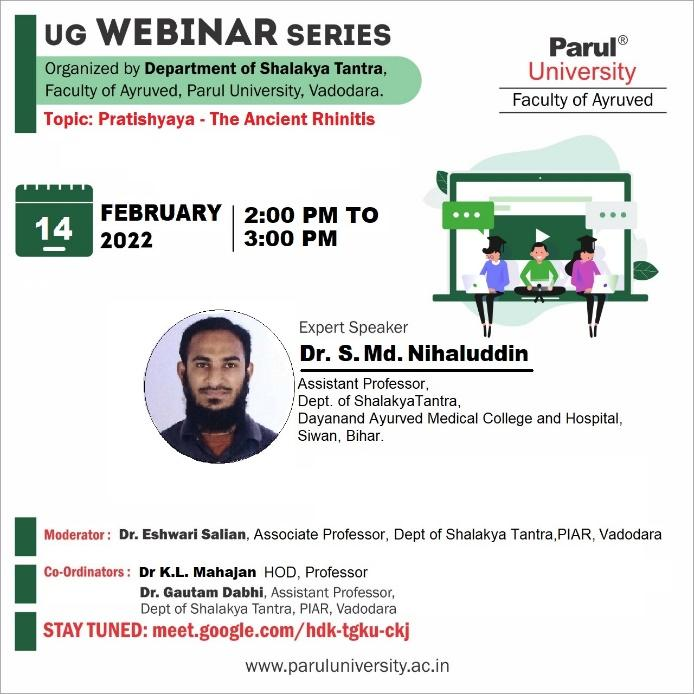 UG WEBINAR SERIES
Organized by Department of Shalakya Tantra,
Faculty of Ayruved, Parul University, Vadodara.
Topic: Pratishyaya - The Ancient Rhinitis
Parul®
University
Faculty of Ayruved
14
FEBRUARY
2022
2:00 PM TO
3:00 PM
Expert Speaker
Dr. S. Md. Nihaluddin
Assistant Professor,
Dept. of ShalakyaTantra,
Dayanand Ayurved Medical College and Hospital,
Siwan, Bihar.
Moderator : Dr. Eshwari Salian, Associate Professor, Dept of Shalakya Tantra,PIAR, Vadodara
Co-Ordinators : Dr K.L. Mahajan HOD, Professor
Dr. Gautam Dabhi, Assistant Professor,
Dept of Shalakya Tantra, PIAR, Vadodara
STAY TUNED: meet.google.com/hdk-tgku-ckj
www.paruluniversity.ac.in